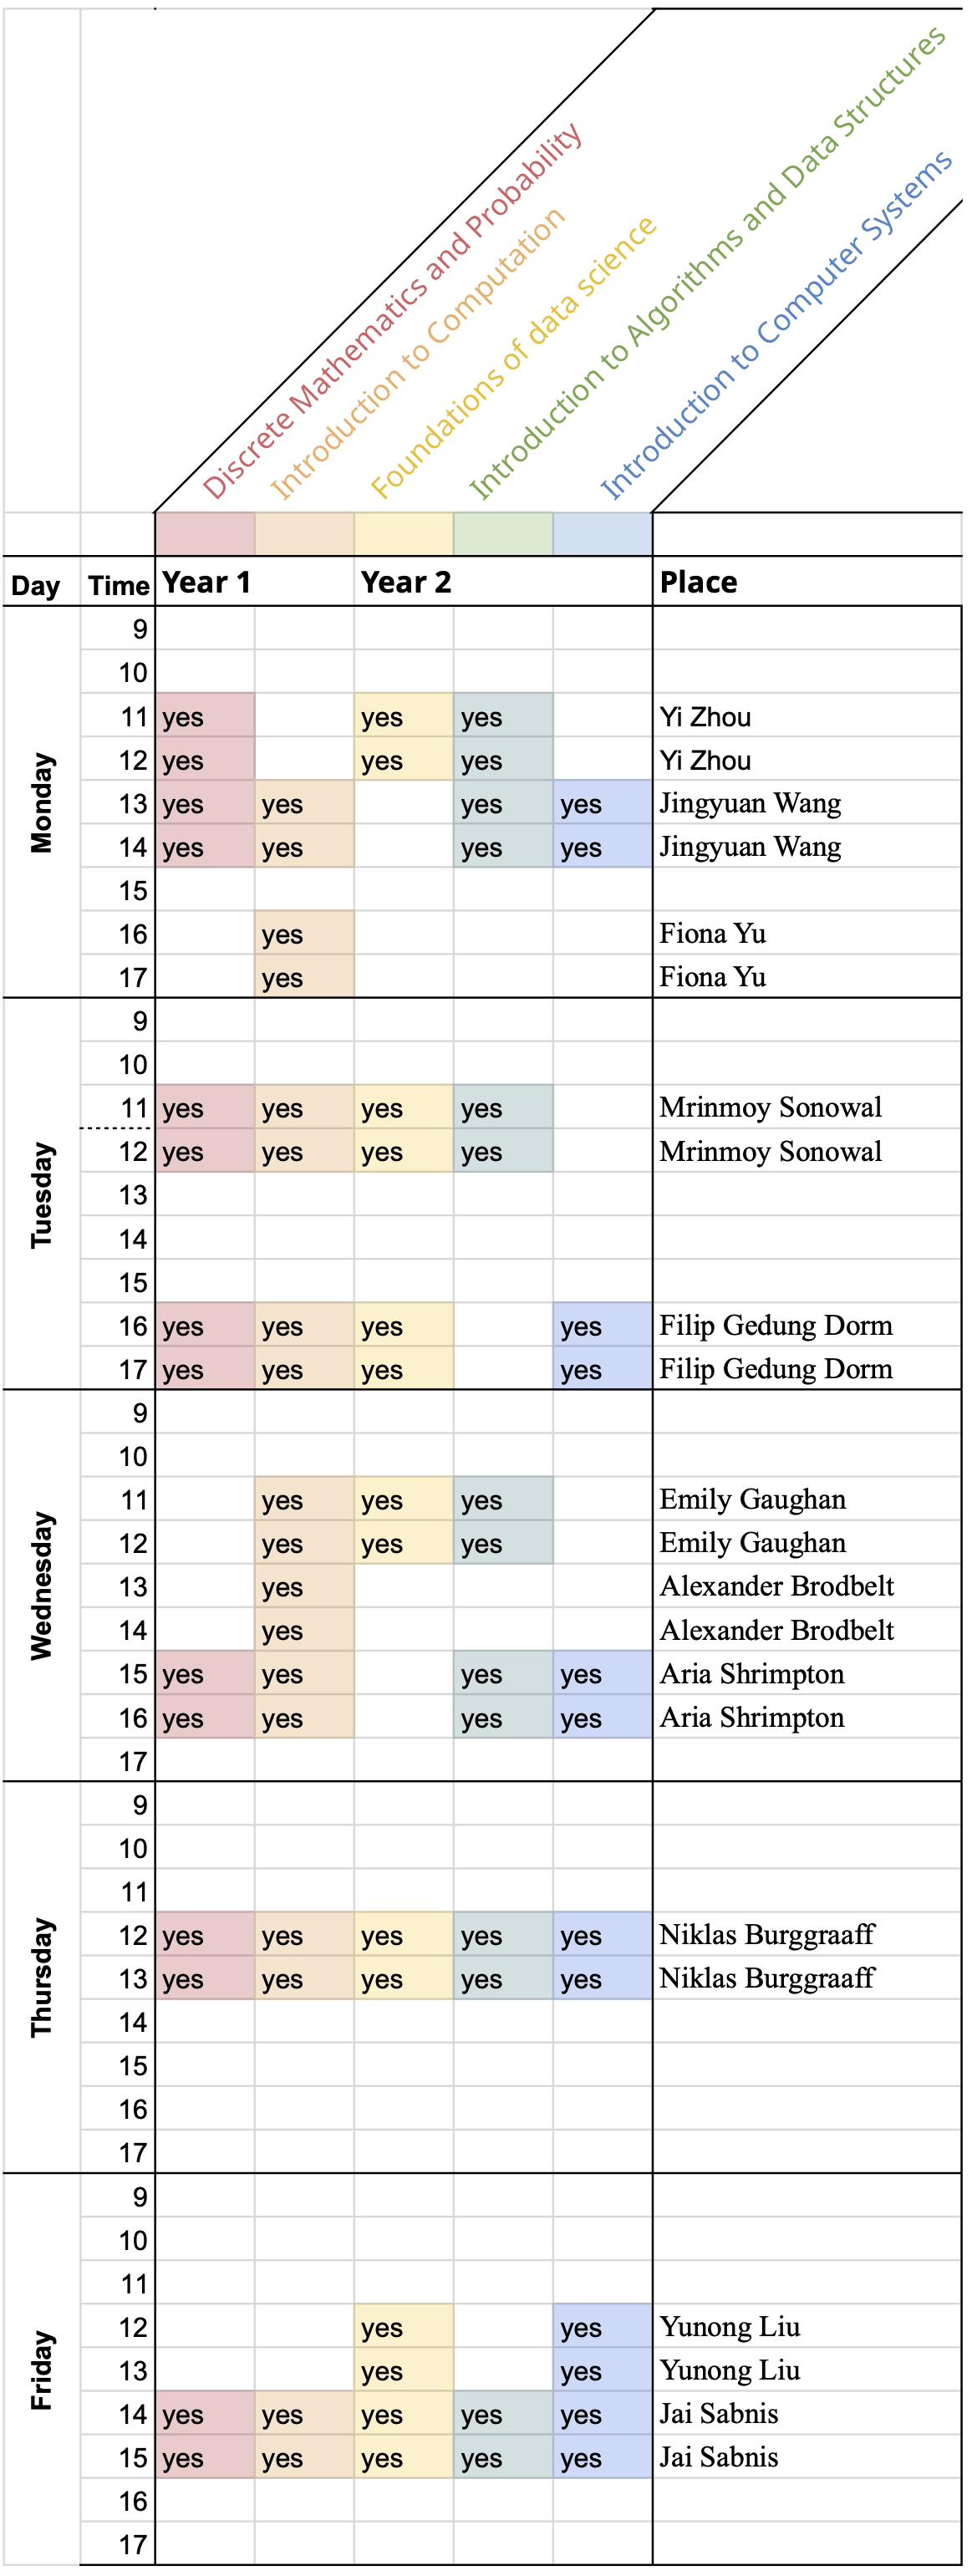 Discrete Mathematics and Probability
Introduction to Computation
Foundations of data science
Introduction to Algorithms and Data Structures
Introduction to Computer Systems
Day Time Year 1 Year 2 Place
Monday
9
10
11 yes yes yes Yi Zhou
12 yes yes yes Yi Zhou
13 yes yes yes yes Jingyuan Wang
14 yes yes yes yes Jingyuan Wang
15
16 yes Fiona Yu
17 yes Fiona Yu
Tuesday
9
10
11 yes yes yes yes Mrinmoy Sonowal
12 yes yes yes yes Mrinmoy Sonowal
13
14
15
16 yes yes yes yes Filip Gedung Dorm
17 yes yes yes yes Filip Gedung Dorm
Wednesday
9
10
11 yes yes yes Emily Gaughan
12 yes yes yes Emily Gaughan
13 yes Alexander Brodbelt
14 yes Alexander Brodbelt
15 yes yes yes yes Aria Shrimpton
16 yes yes yes yes Aria Shrimpton
17
Thursday
9
10
11
12 yes yes yes yes yes Niklas Burggraaff
13 yes yes yes yes yes Niklas Burggraaff
14
15
16
17
Friday
9
10
11
12 yes yes Yunong Liu
13 yes yes Yunong Liu
14 yes yes yes yes yes Jai Sabnis
15 yes yes yes yes yes Jai Sabnis
16
17